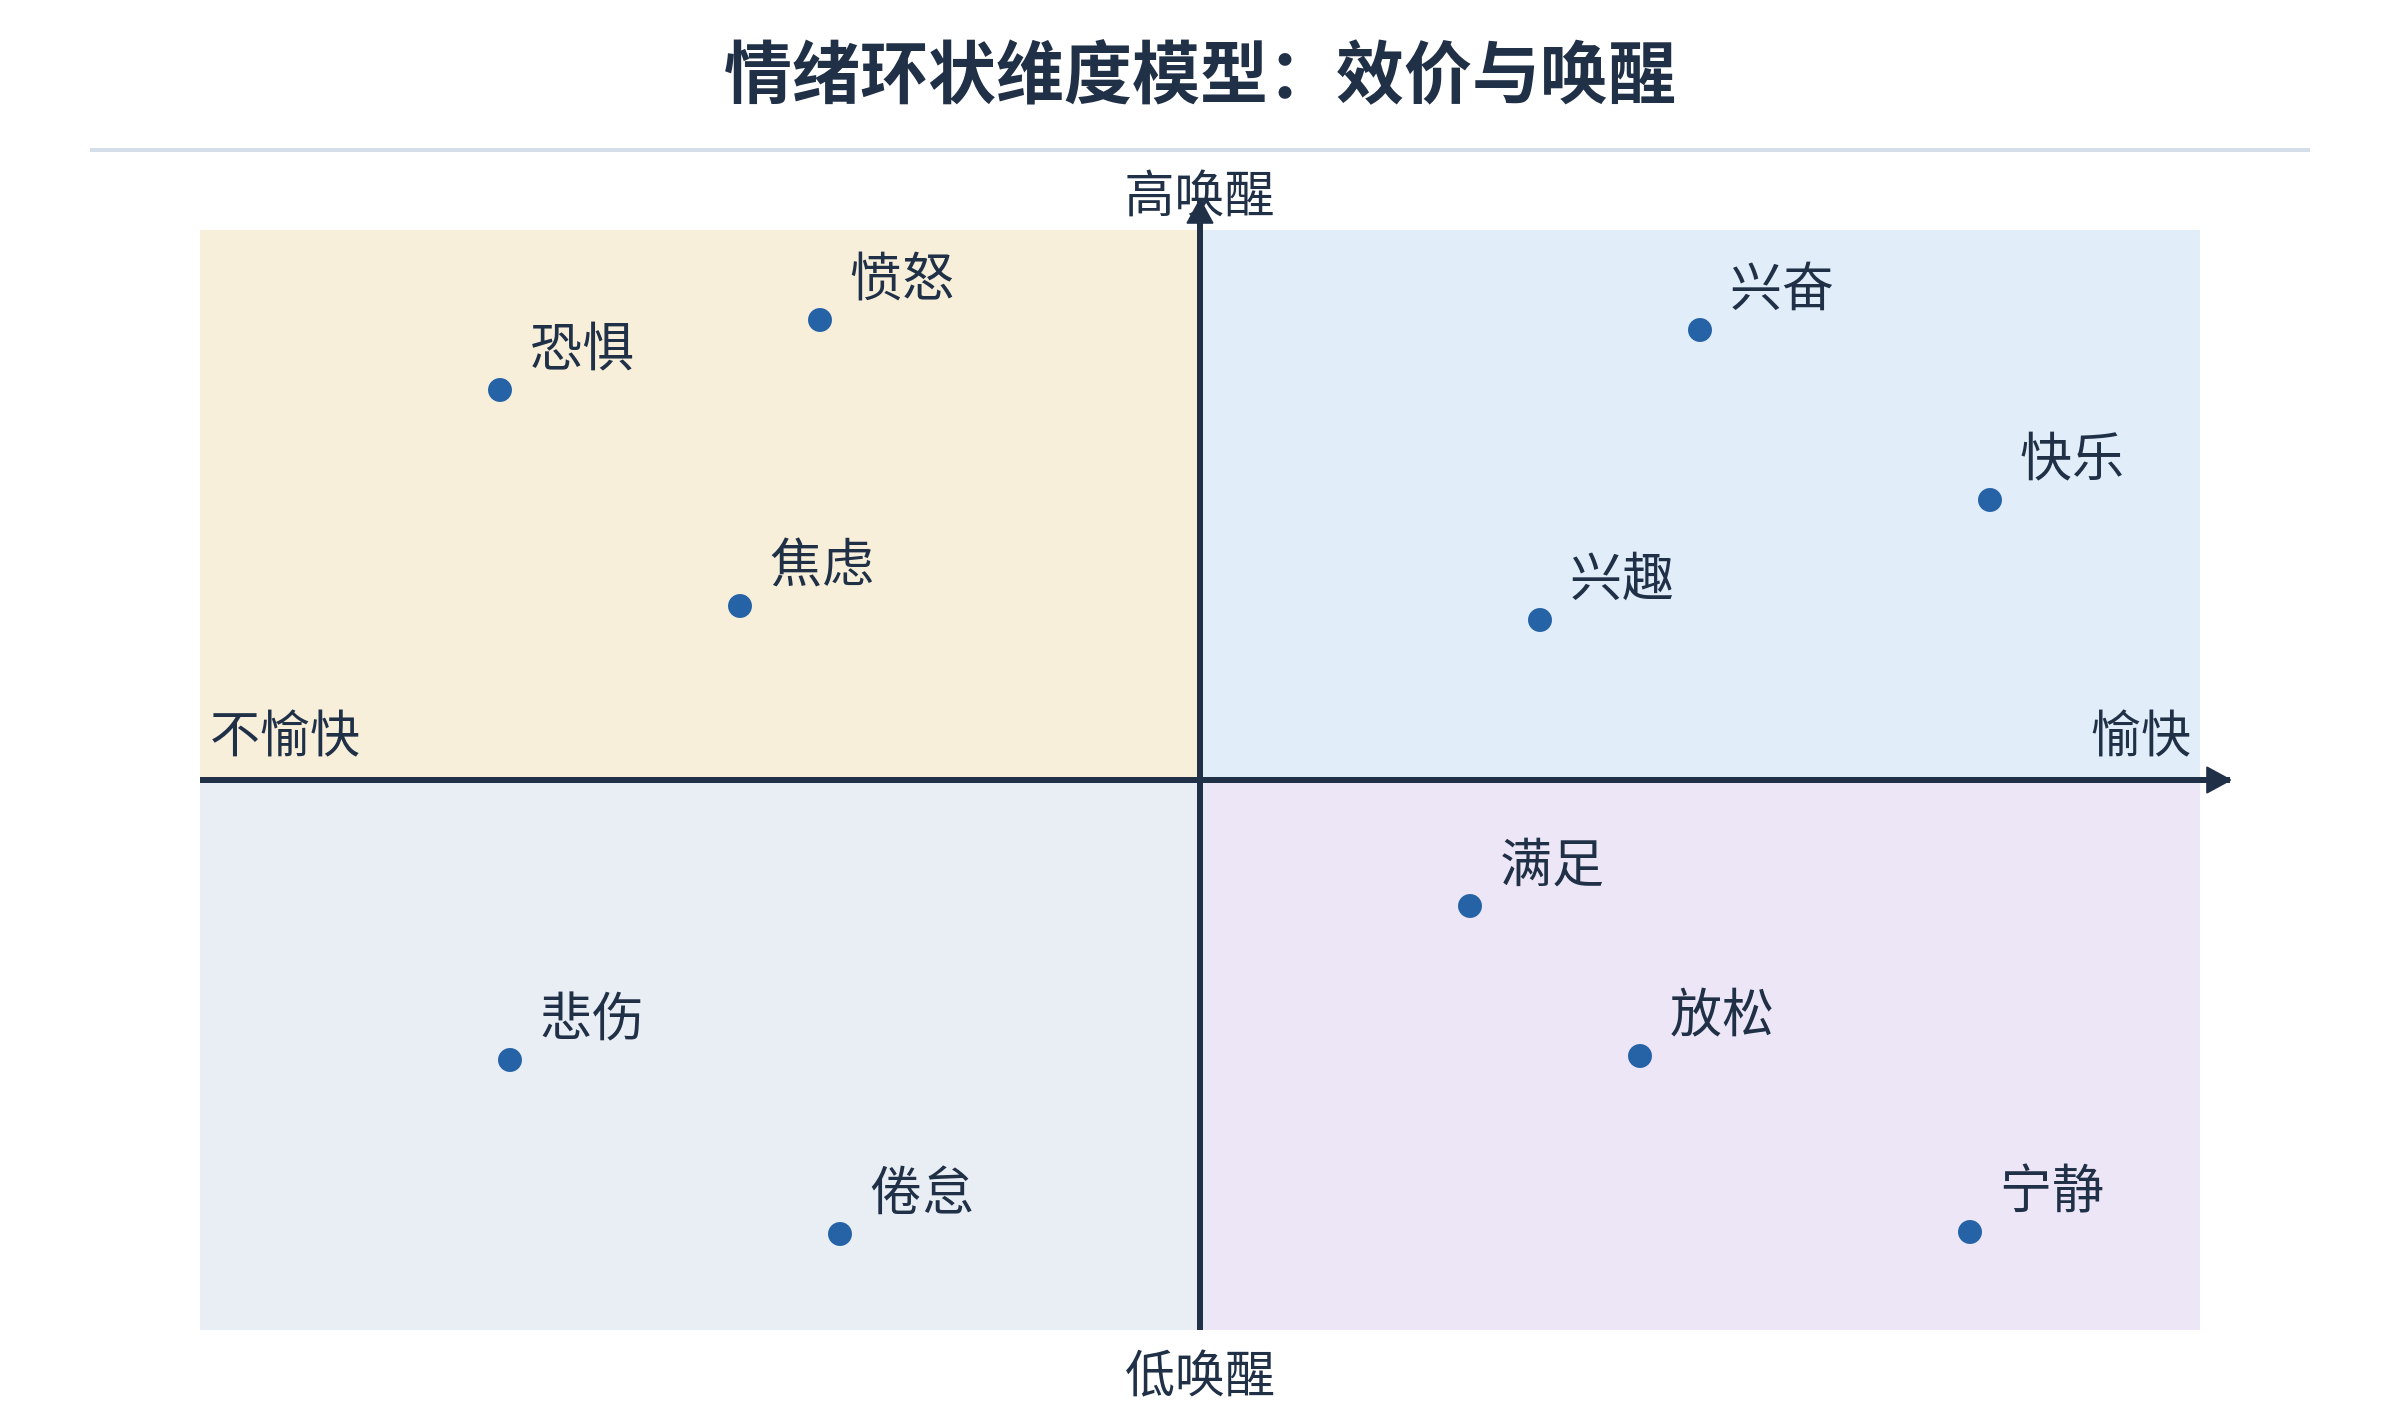 情绪环状维度模型：效价与唤醒
高唤醒
愤怒
兴奋
恐惧
快乐
焦虑
兴趣
不愉快
愉快
满足
放松
悲伤
倦怠
宁静
低唤醒